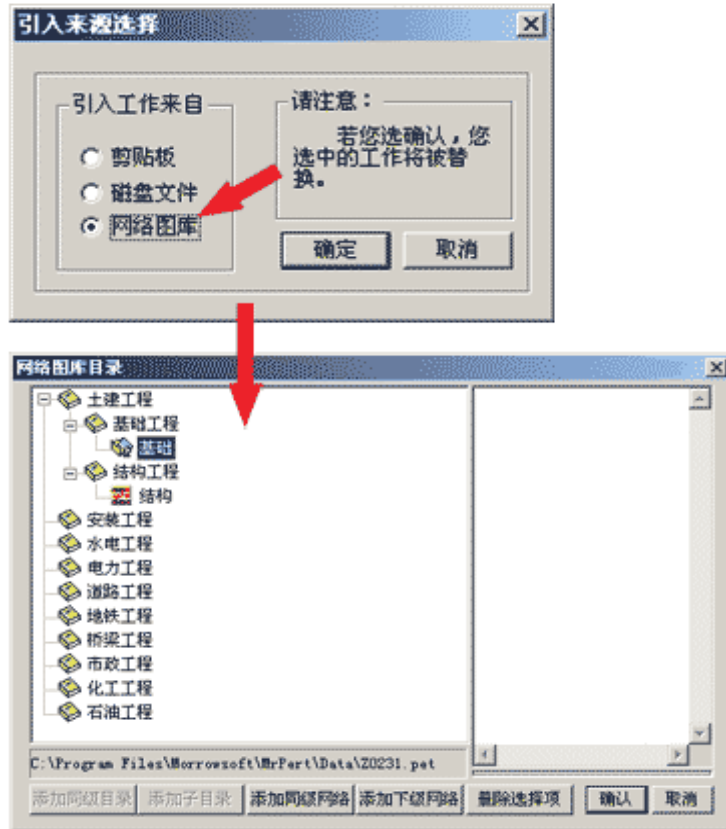 引入来源选择
引入工作来自
剪贴板
磁盘文件
网络图库
请注意：
若您选确认，您
选中的工作将被替
换。
确定
取消
网络图库目录
土建工程
基础工程
基础
结构工程
结构
安装工程
水电工程
电力工程
道路工程
地铁工程
桥梁工程
市政工程
化工工程
石油工程
C:\Program Files\Morrowsoft\MrPert\Data\Z0231.pet
添加同级目录
添加子目录
添加同级网络
添加下级网络
删除选择项
确认
取消